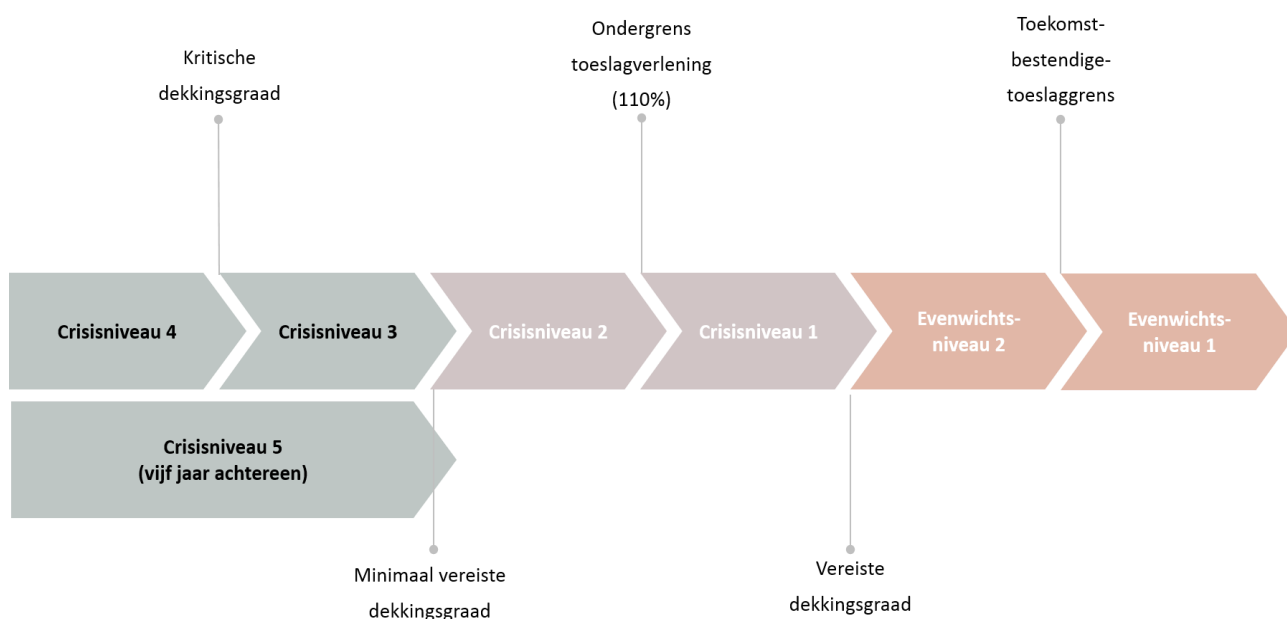 Kritische
dekkingsgraad
Ondergrens
toeslagverlening
(110%)
Toekomst-
bestendige-
toeslaggrens
Crisisniveau 4
Crisisniveau 3
Crisisniveau 2
Crisisniveau 1
Evenwichts-
niveau 2
Evenwichts-
niveau 1
Crisisniveau 5
(vijf jaar achtereen)
Minimaal vereiste
dekkingsgraad
Vereiste
dekkingsgraad